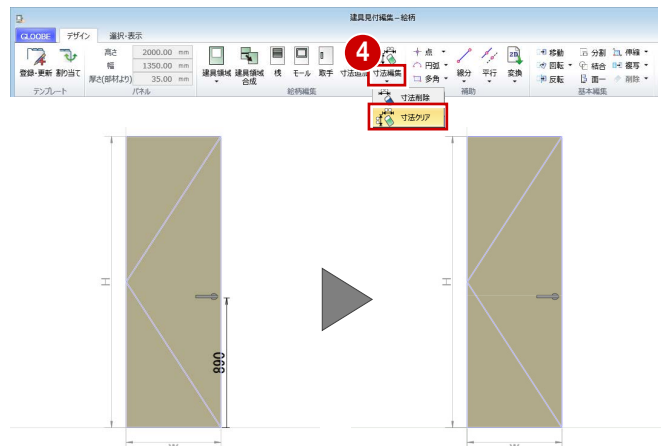 建具見付編集－絵柄
GLOOBE デザイン 選択・表示
登録・更新 割り当て
高さ 2000.00 mm
幅 1350.00 mm
厚さ(部材より) 35.00 mm
建具領域 建具領域合成 桟 モール 取手 寸法追加 寸法編集
点 円弧 多角
線分 平行 変換
移動 分割 伸縮
回転 結合 複写
反転 面一 削除
テンプレート パネル 絵柄編集 補助 基本編集
4
寸法削除
寸法クリア
H
890
H